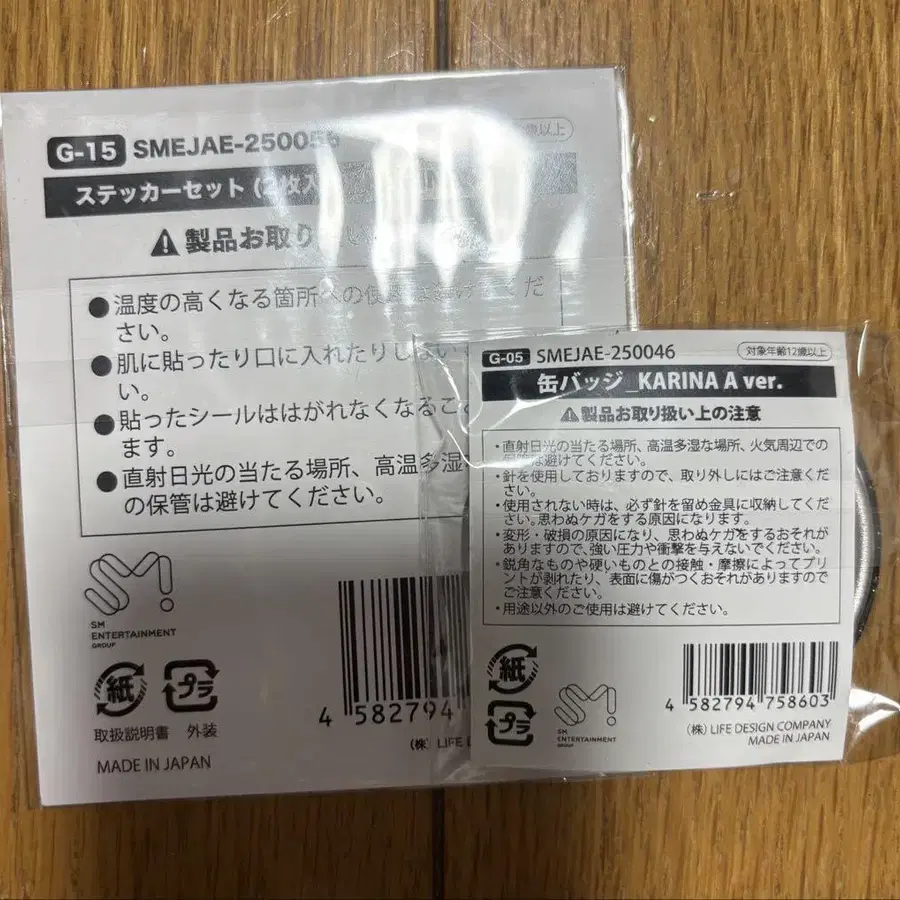 G-15 SMEJAE-250056
歳以上
ステッカーセット (2枚入
製品お取り
●温度の高くなる箇所への使用は避けてくだ
さい。
●肌に貼ったり口に入れたりしない
い。
●貼ったシールははがれなくなるこ
ます。
●直射日光の当たる場所、高温多湿
の保管は避けてください。
SM
ENTERTAINMENT
GROUP
紙
プラ
取扱説明書 外装
MADE IN JAPAN
4 582794
(株) LIFE
G-05 SMEJAE-250046 対象年齢12歳以上
缶バッジ_KARINA A ver.
製品お取り扱い上の注意
・直射日光の当たる場所、高温多湿な場所、火気周辺での
保管は避けてください。
・針を使用しておりますので、取り外しにはご注意くだ
さい。
・使用されない時は、必ず針を留め金具に収納してくだ
さい。思わぬケガをする原因になります。
・変形・破損の原因になり、思わぬケガをするおそれが
ありますので、強い圧力や衝撃を与えないでください。
・鋭角なものや硬いものとの接触・摩擦によってプリ
ントが剥れたり、表面に傷がつくおそれがありますので
ご注意ください。
・用途以外のご使用は避けてください。
紙
プラ
SM
ENTERTAINMENT
GROUP
4 582794 758603
(株) LIFE DESIGN COMPANY
MADE IN JAPAN